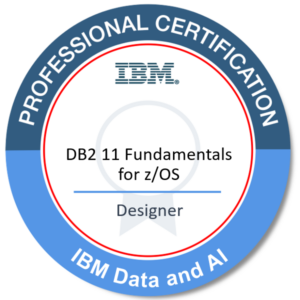 PROFESSIONAL CERTIFICATION
IBM.
DB2 11 Fundamentals
for z/OS
Designer
IBM Data and AI